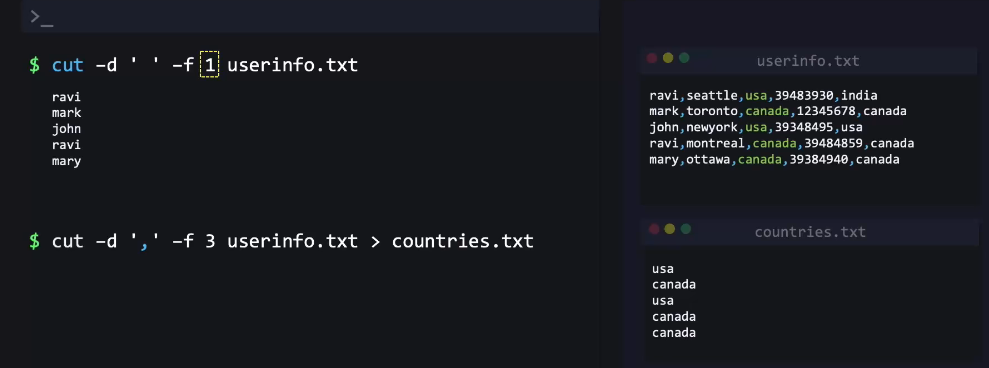 >_
$ cut -d ' ' -f 1 userinfo.txt
ravi
mark
john
ravi
mary
$ cut -d ',' -f 3 userinfo.txt > countries.txt
userinfo.txt
ravi,seattle,usa,39483930,india
mark,toronto,canada,12345678,canada
john,newyork,usa,39348495,usa
ravi,montreal,canada,39484859,canada
mary,ottawa,canada,39384940,canada
countries.txt
usa
canada
usa
canada
canada